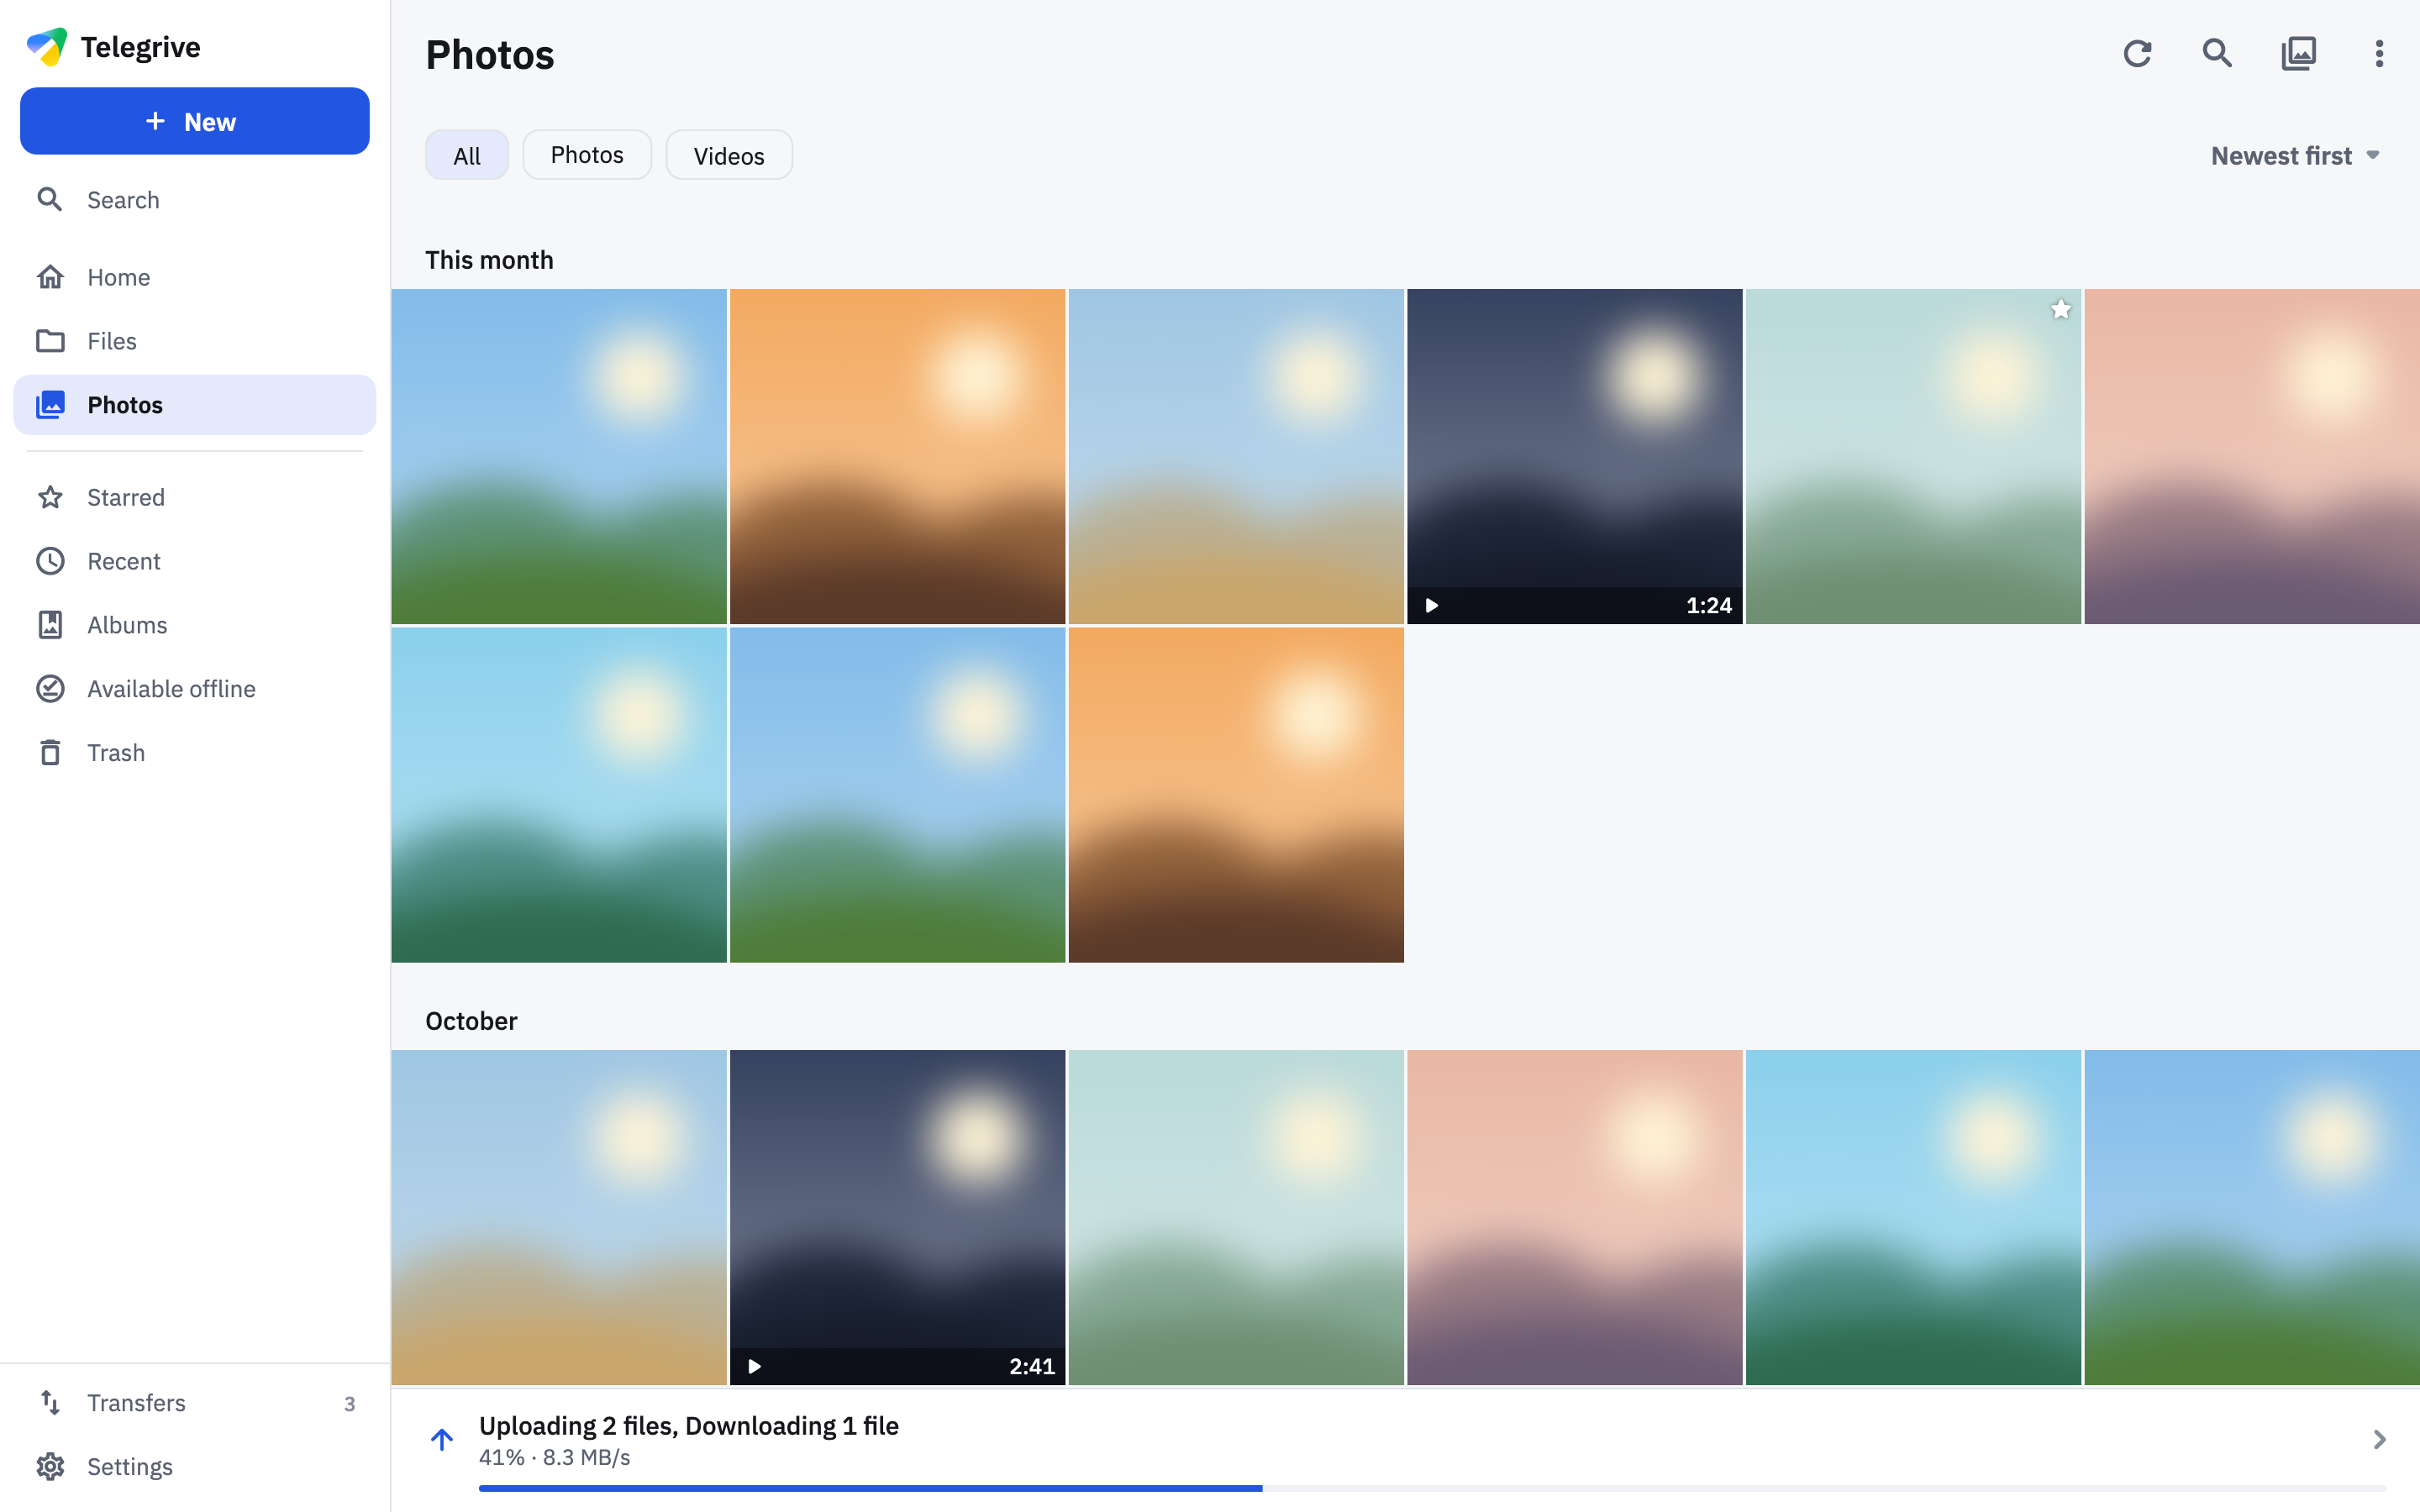 Telegrive
New
Search
Home
Files
Photos
Starred
Recent
Albums
Available offline
Trash
Transfers 3
Settings
Photos
All Photos Videos
Newest first
This month
1:24
October
2:41
Uploading 2 files, Downloading 1 file
41% · 8.3 MB/s